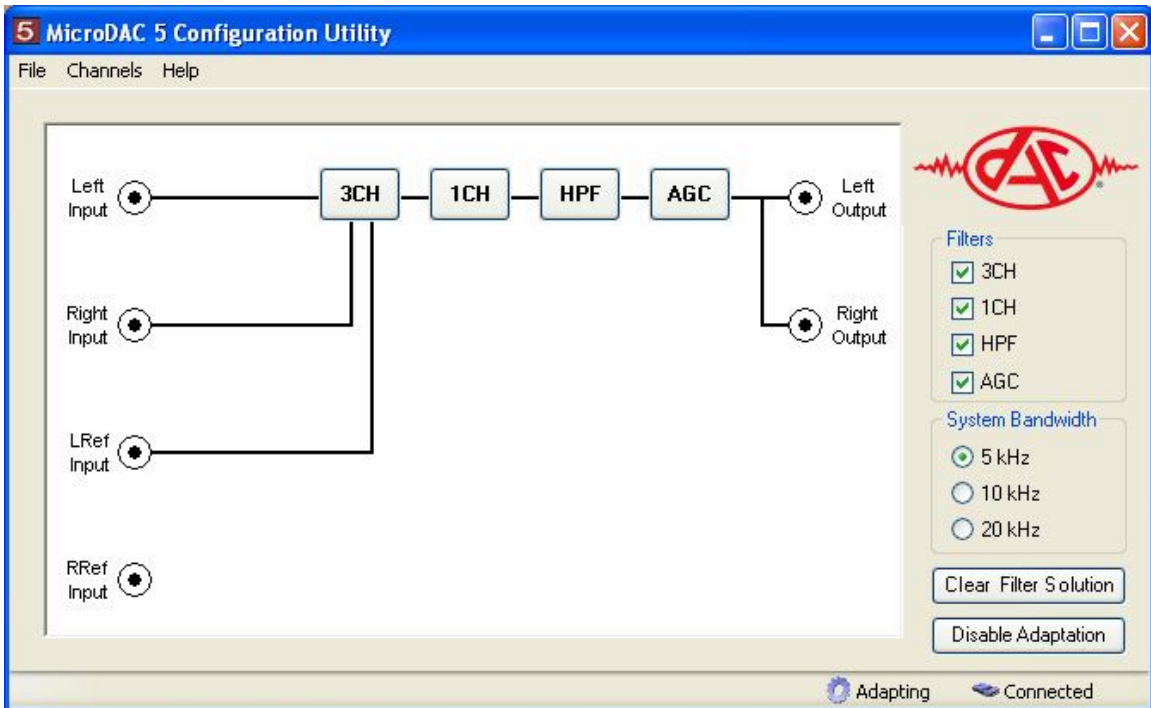 5 MicroDAC 5 Configuration Utility
File Channels Help
Left
Input
3CH
1CH
HPF
AGC
Left
Output
Right
Input
Right
Output
LRef
Input
RRef
Input
DAC
®
Filters
3CH
1CH
HPF
AGC
System Bandwidth
5 kHz
10 kHz
20 kHz
Clear Filter Solution
Disable Adaptation
Adapting
Connected